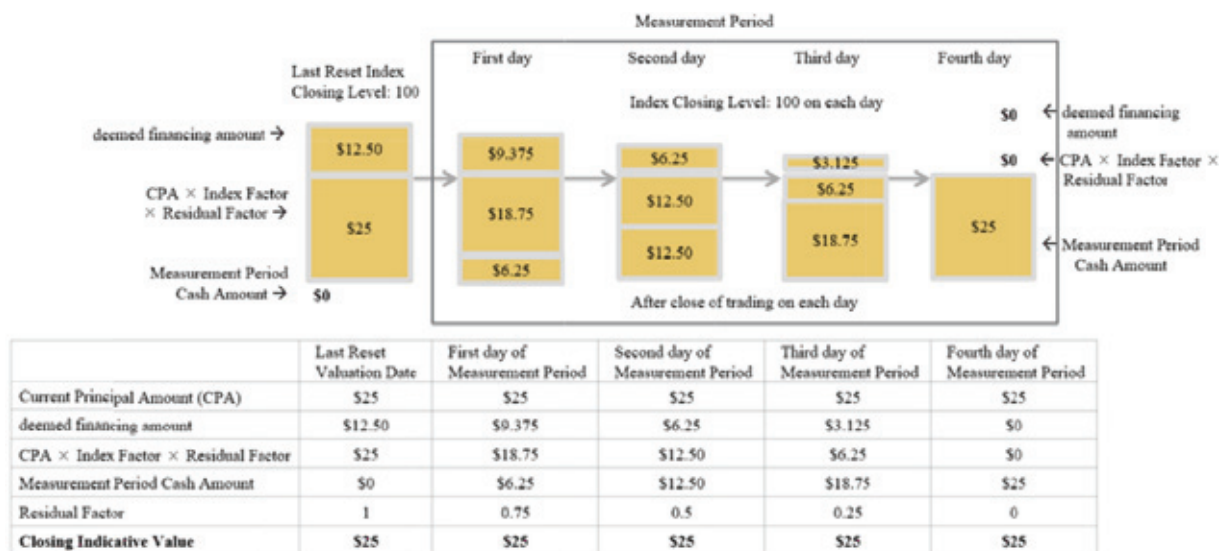 Measurement Period
First day Second day Third day Fourth day
Last Reset Index
Closing Level: 100
Index Closing Level: 100 on each day
deemed financing amount →
$12.50
$9.375
$6.25
$3.125
$0
← deemed financing
amount
CPA × Index Factor
× Residual Factor →
$25
$18.75
$12.50
$6.25
$0
← CPA × Index Factor ×
Residual Factor
Measurement Period
Cash Amount →
$0
$6.25
$12.50
$18.75
$25
← Measurement Period
Cash Amount
After close of trading on each day
Last Reset
Valuation Date
First day of
Measurement Period
Second day of
Measurement Period
Third day of
Measurement Period
Fourth day of
Measurement Period
Current Principal Amount (CPA) $25 $25 $25 $25 $25
deemed financing amount $12.50 $9.375 $6.25 $3.125 $0
CPA × Index Factor × Residual Factor $25 $18.75 $12.50 $6.25 $0
Measurement Period Cash Amount $0 $6.25 $12.50 $18.75 $25
Residual Factor 1 0.75 0.5 0.25 0
Closing Indicative Value $25 $25 $25 $25 $25